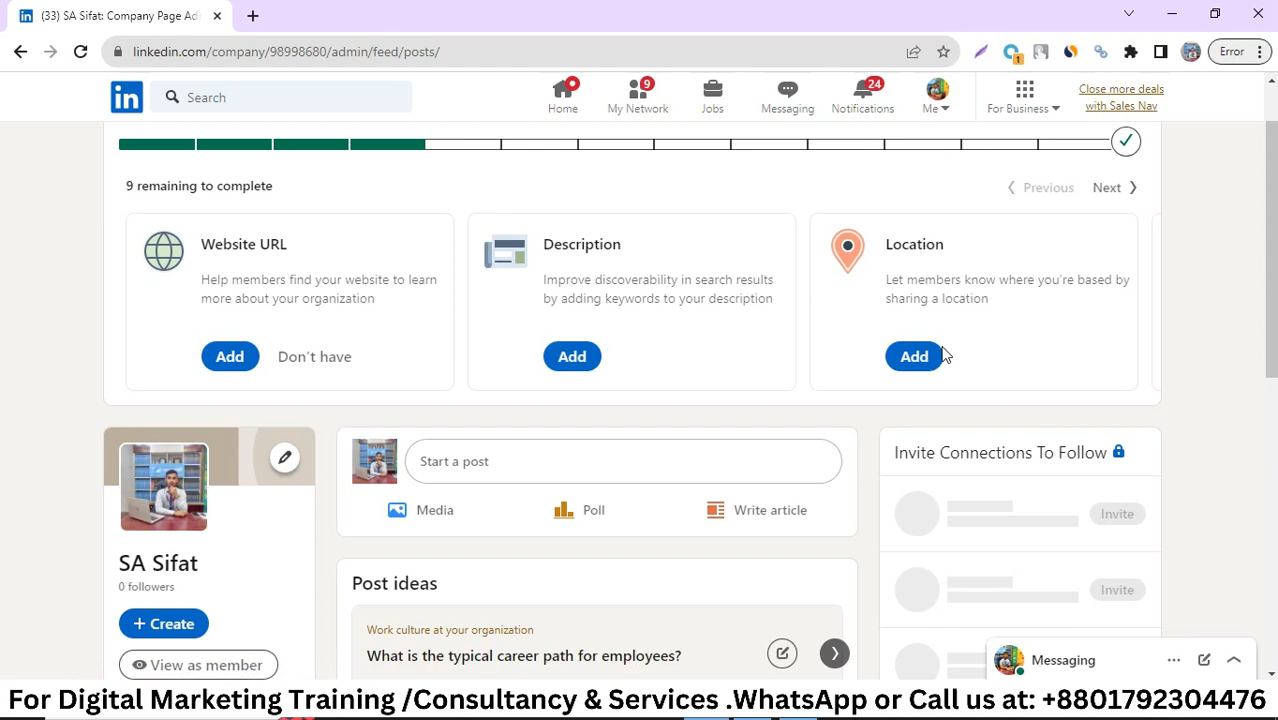 (33) SA Sifat: Company Page Ad
linkedin.com/company/98998680/admin/feed/posts/
1
Error
in
Search
Home
9
My Network
Jobs
Messaging
24
Notifications
Me
For Business
Close more deals
with Sales Nav
9 remaining to complete
Previous
Next
Website URL
Help members find your website to learn
more about your organization
Add
Don't have
Description
Improve discoverability in search results
by adding keywords to your description
Add
Location
Let members know where you're based by
sharing a location
Add
SA Sifat
0 followers
+ Create
View as member
Start a post
Media
Poll
Write article
Post ideas
Work culture at your organization
What is the typical career path for employees?
Invite Connections To Follow
Invite
Invite
Messaging
For Digital Marketing Training /Consultancy & Services .WhatsApp or Call us at: +8801792304476